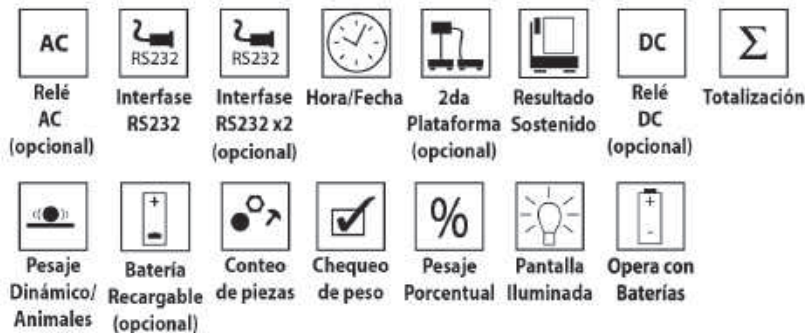 AC
Relé
AC
(opcional)
RS232
Interfase
RS232
RS232
Interfase
RS232 x2
(opcional)
Hora/Fecha
2da
Plataforma
(opcional)
Resultado
Sostenido
DC
Relé
DC
(opcional)
Σ
Totalización
Pesaje
Dinámico/
Animales
+
-
Batería
Recargable
(opcional)
Conteo
de piezas
Chequeo
de peso
%
Pesaje
Porcentual
Pantalla
Iluminada
+
-
Opera con
Baterías